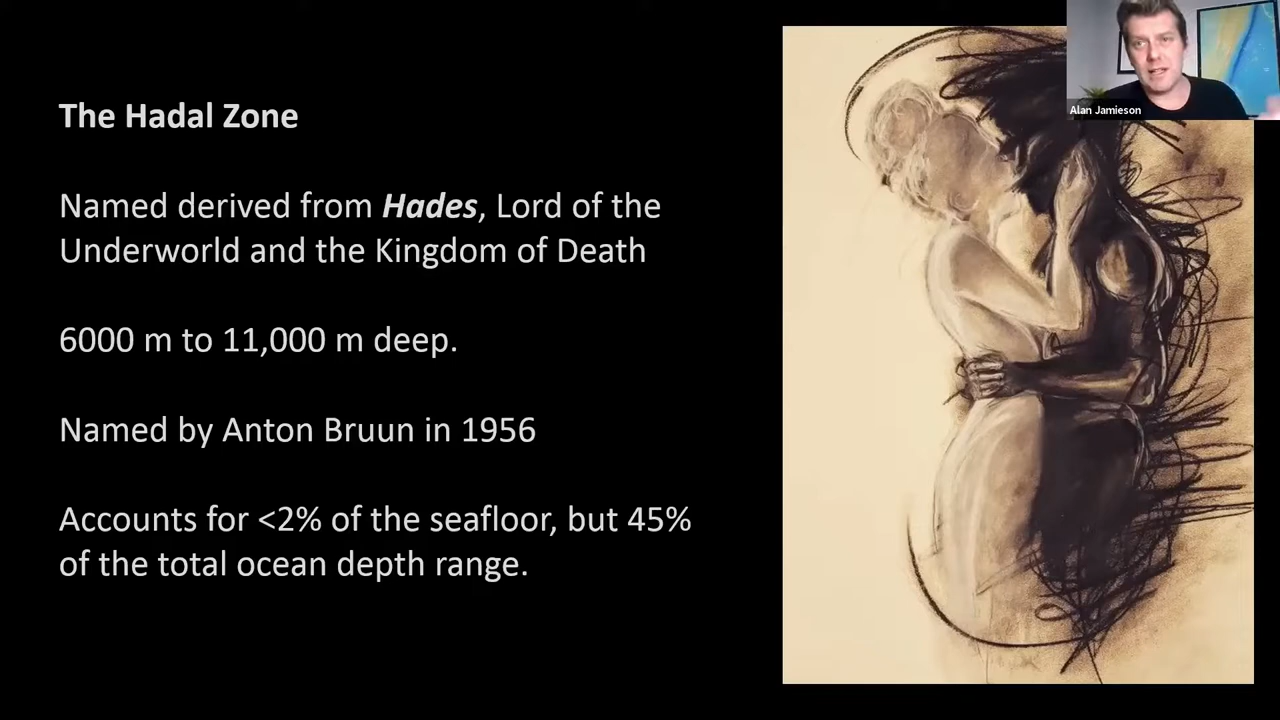 The Hadal Zone
Named derived from Hades, Lord of the
Underworld and the Kingdom of Death
6000 m to 11,000 m deep.
Named by Anton Bruun in 1956
Accounts for <2% of the seafloor, but 45%
of the total ocean depth range.
Alan Jamieson